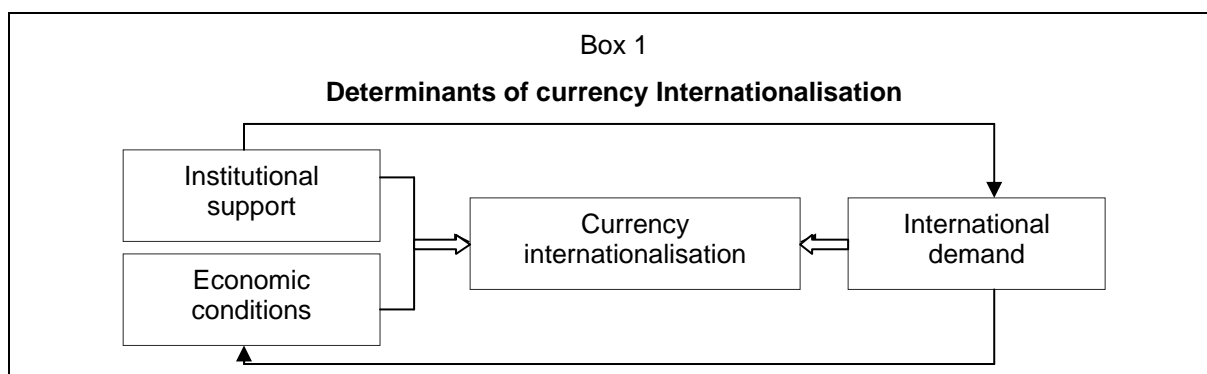 Box 1
Determinants of currency Internationalisation
Institutional
support
Currency
internationalisation
International
demand
Economic
conditions